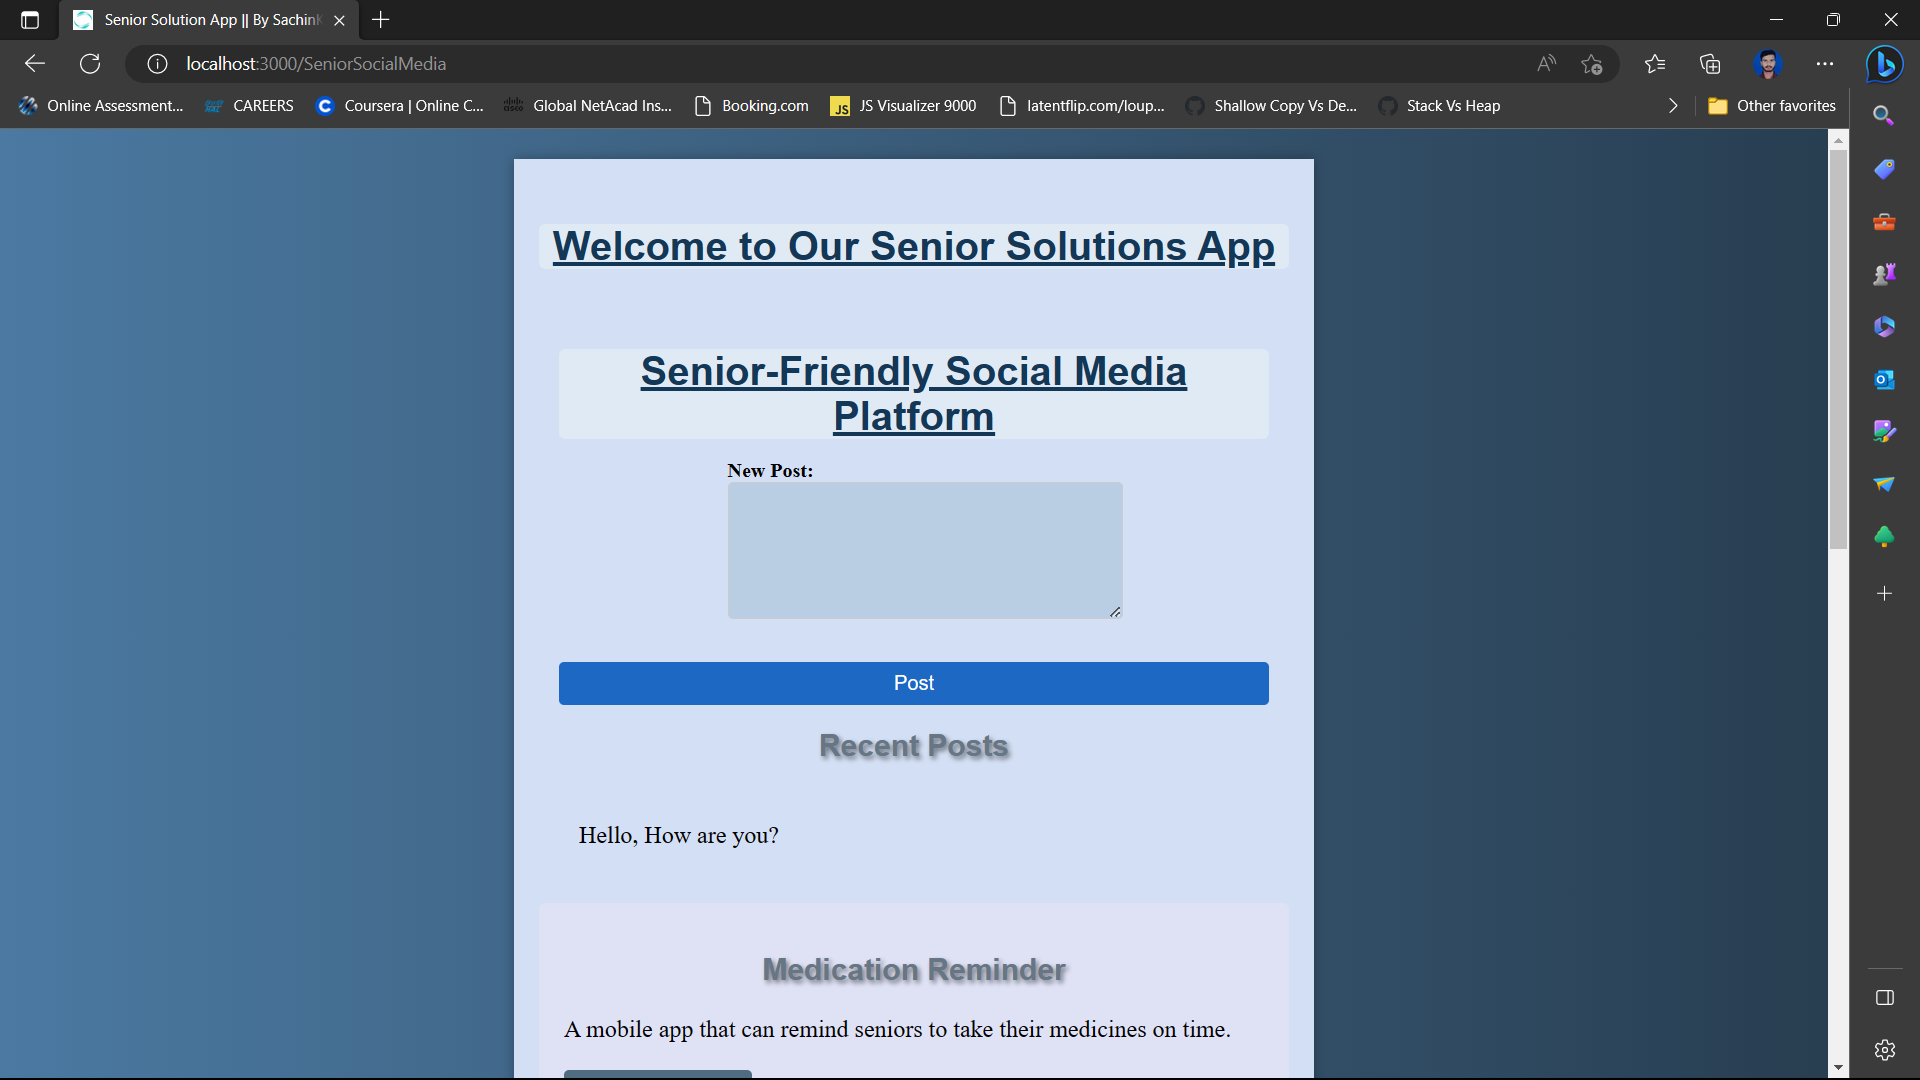 Senior Solution App || By SachinK
localhost:3000/SeniorSocialMedia
Online Assessment... CAREERS Coursera | Online C... Global NetAcad Ins... Booking.com JS Visualizer 9000 latentflip.com/loup... Shallow Copy Vs De... Stack Vs Heap Other favorites
Welcome to Our Senior Solutions App
Senior-Friendly Social Media
Platform
New Post:
Post
Recent Posts
Hello, How are you?
Medication Reminder
A mobile app that can remind seniors to take their medicines on time.